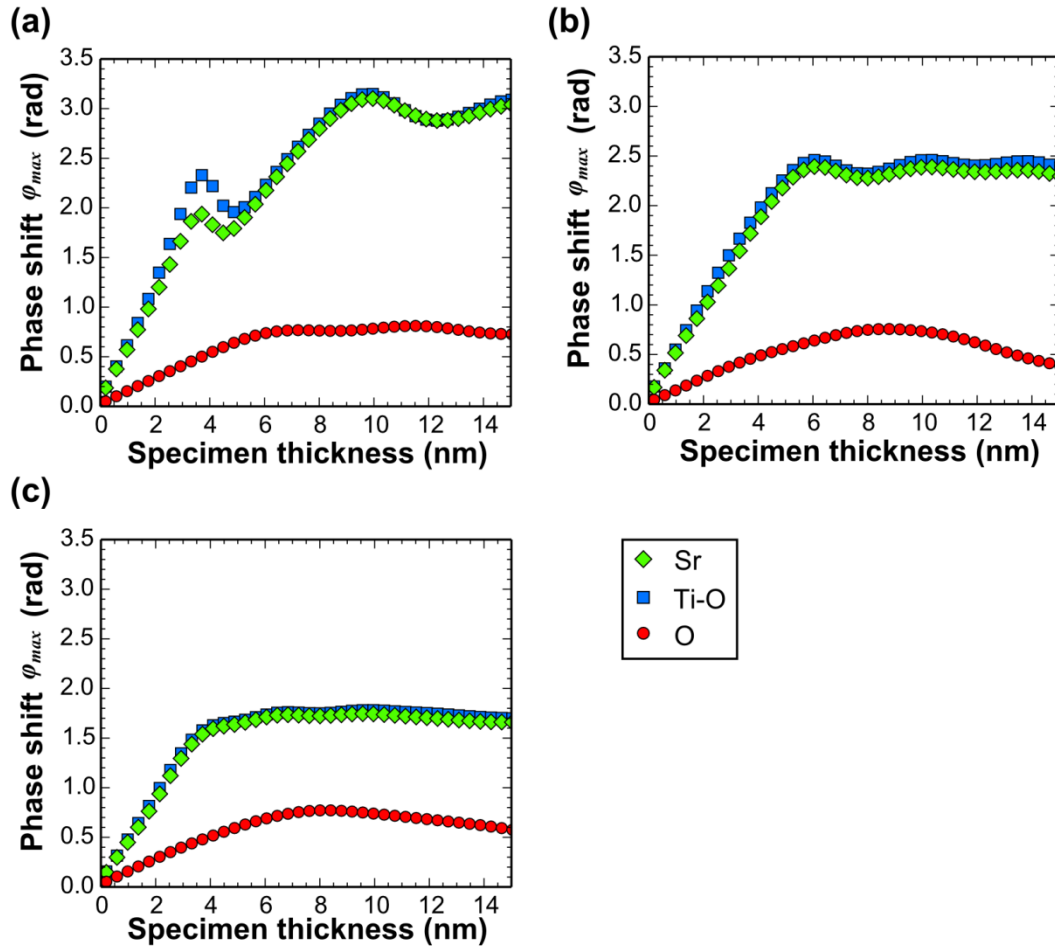 (a)
3.5
3.0
2.5
2.0
1.5
1.0
0.5
0.0
Phase shift φmax (rad)
0 2 4 6 8 10 12 14
Specimen thickness (nm)
(b)
3.5
3.0
2.5
2.0
1.5
1.0
0.5
0.0
Phase shift φmax (rad)
0 2 4 6 8 10 12 14
Specimen thickness (nm)
(c)
3.5
3.0
2.5
2.0
1.5
1.0
0.5
0.0
Phase shift φmax (rad)
0 2 4 6 8 10 12 14
Specimen thickness (nm)
Sr
Ti-O
O